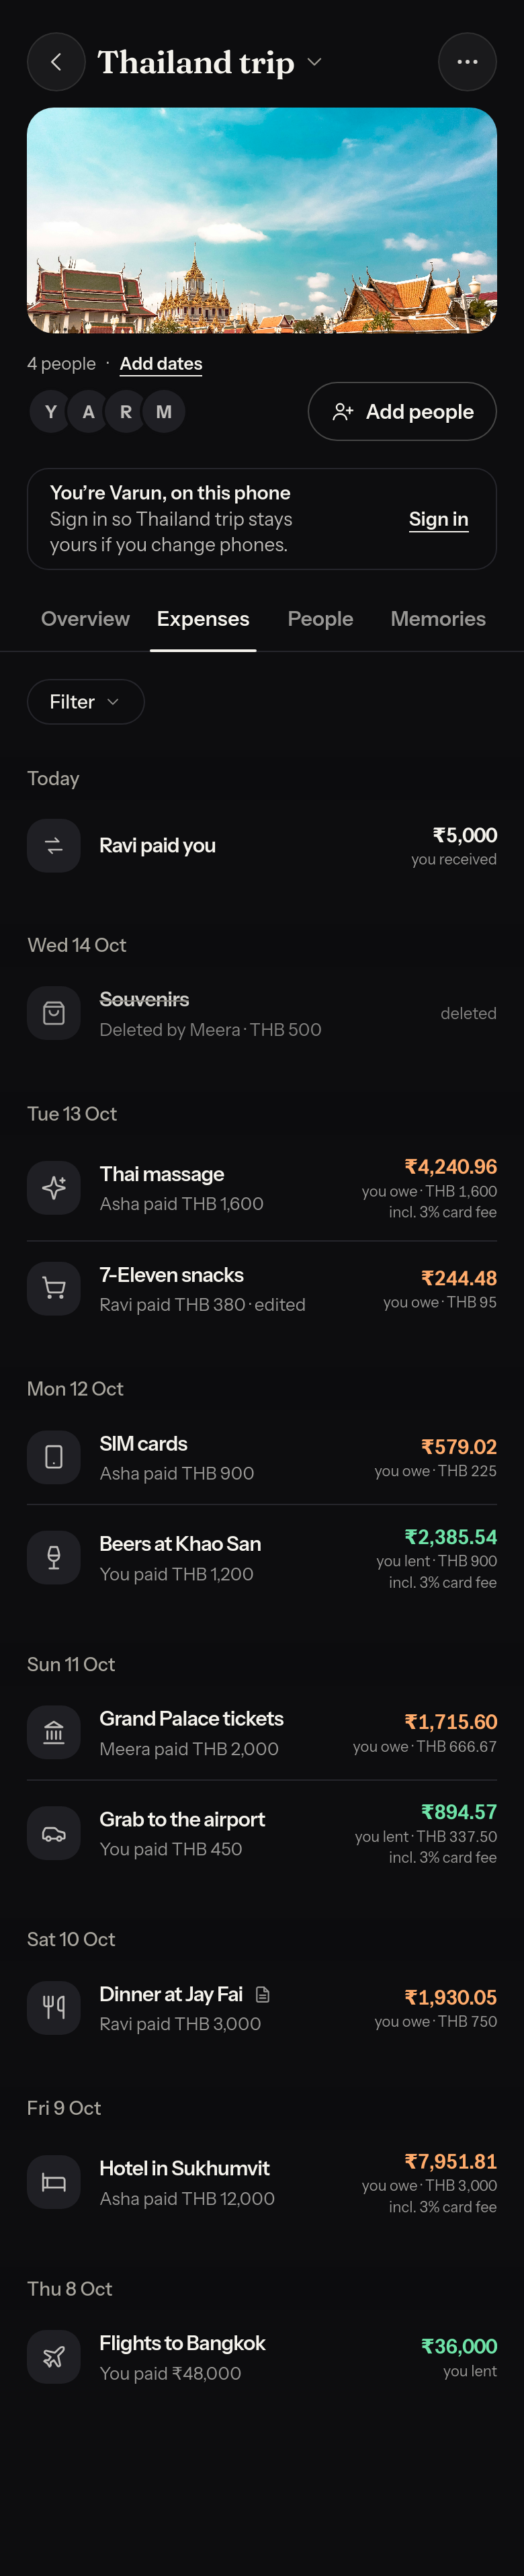 Thailand trip
4 people · Add dates
Y A R M
Add people
You’re Varun, on this phone
Sign in so Thailand trip stays
yours if you change phones.
Sign in
Overview Expenses People Memories
Filter
Today
Ravi paid you
₹5,000
you received
Wed 14 Oct
Souvenirs
Deleted by Meera · THB 500
deleted
Tue 13 Oct
Thai massage
Asha paid THB 1,600
₹4,240.96
you owe · THB 1,600
incl. 3% card fee
7-Eleven snacks
Ravi paid THB 380 · edited
₹244.48
you owe · THB 95
Mon 12 Oct
SIM cards
Asha paid THB 900
₹579.02
you owe · THB 225
Beers at Khao San
You paid THB 1,200
₹2,385.54
you lent · THB 900
incl. 3% card fee
Sun 11 Oct
Grand Palace tickets
Meera paid THB 2,000
₹1,715.60
you owe · THB 666.67
Grab to the airport
You paid THB 450
₹894.57
you lent · THB 337.50
incl. 3% card fee
Sat 10 Oct
Dinner at Jay Fai
Ravi paid THB 3,000
₹1,930.05
you owe · THB 750
Fri 9 Oct
Hotel in Sukhumvit
Asha paid THB 12,000
₹7,951.81
you owe · THB 3,000
incl. 3% card fee
Thu 8 Oct
Flights to Bangkok
You paid ₹48,000
₹36,000
you lent